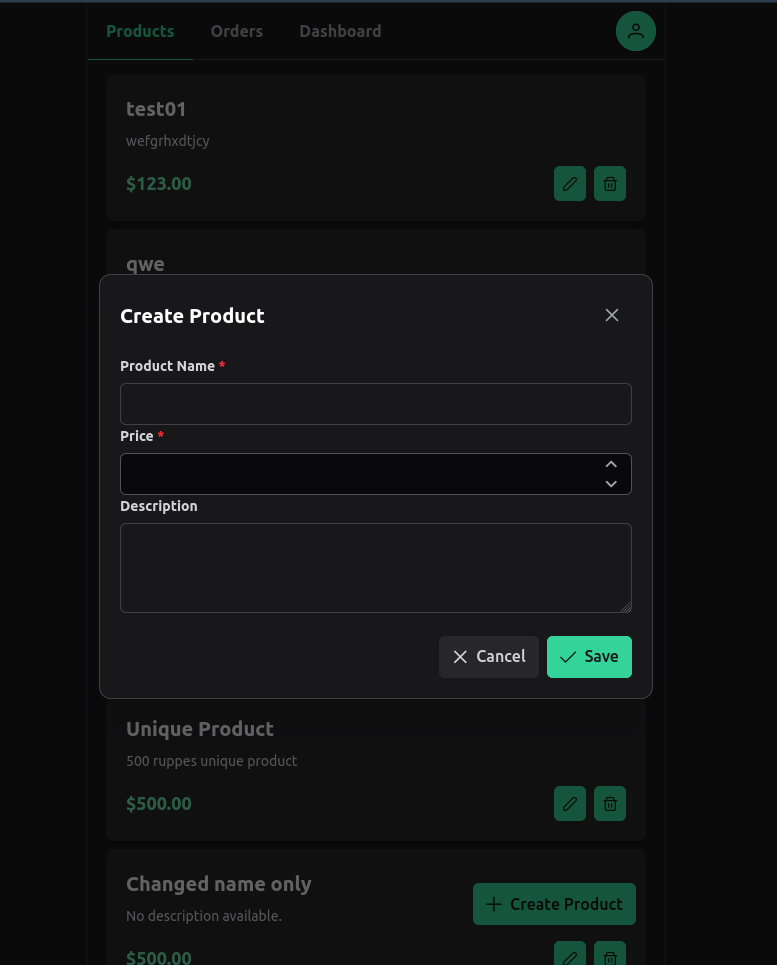 Products Orders Dashboard
test01
wefgrhxdtjcy
$123.00
qwe
Create Product
Product Name *
Price *
Description
Cancel Save
Unique Product
500 ruppes unique product
$500.00
Changed name only
No description available.
Create Product
$500.00